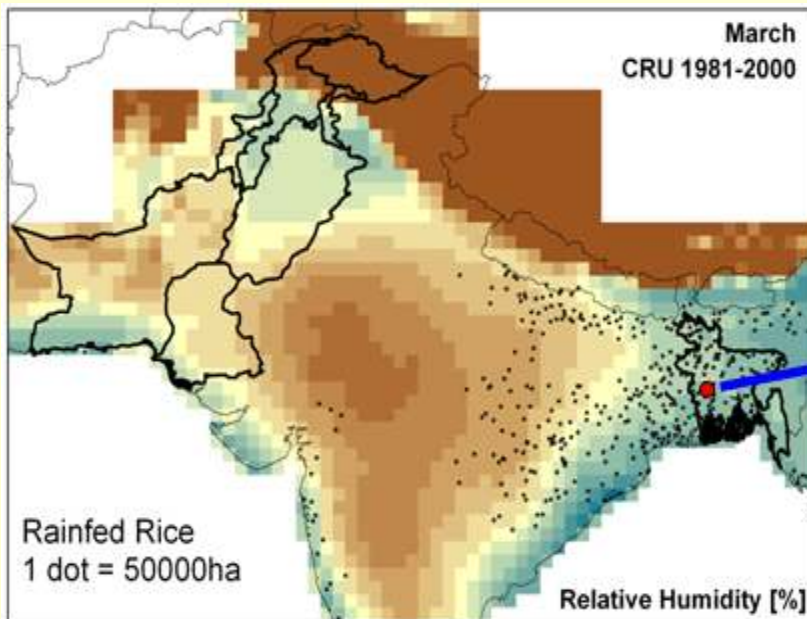 March
CRU 1981-2000
Rainfed Rice
1 dot = 50000ha
Relative Humidity [%]